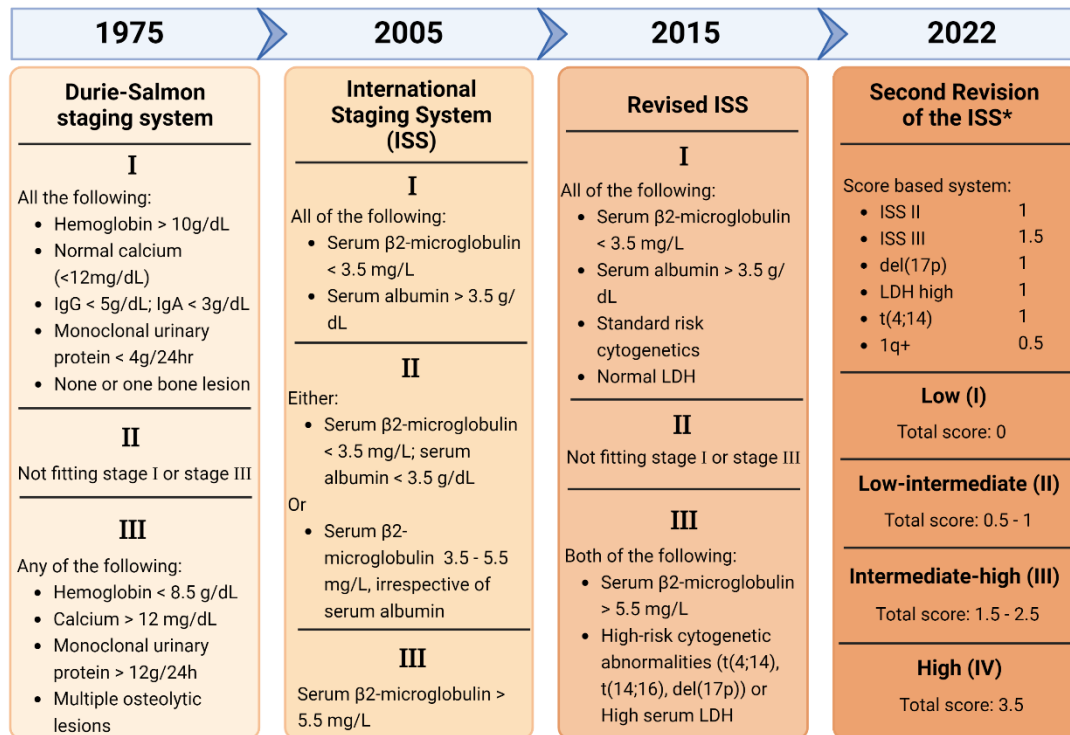 1975
2005
2015
2022
Durie-Salmon
staging system
I
All the following:
• Hemoglobin > 10g/dL
• Normal calcium
(<12mg/dL)
• IgG < 5g/dL; IgA < 3g/dL
• Monoclonal urinary
protein < 4g/24hr
• None or one bone lesion
II
Not fitting stage I or stage III
III
Any of the following:
• Hemoglobin < 8.5 g/dL
• Calcium > 12 mg/dL
• Monoclonal urinary
protein > 12g/24h
• Multiple osteolytic
lesions
International
Staging System
(ISS)
I
All of the following:
• Serum β2-microglobulin
< 3.5 mg/L
• Serum albumin > 3.5 g/
dL
II
Either:
• Serum β2-microglobulin
< 3.5 mg/L; serum
albumin < 3.5 g/dL
Or
• Serum β2-
microglobulin 3.5 - 5.5
mg/L, irrespective of
serum albumin
III
Serum β2-microglobulin >
5.5 mg/L
Revised ISS
I
All of the following:
• Serum β2-microglobulin
< 3.5 mg/L
• Serum albumin > 3.5 g/
dL
• Standard risk
cytogenetics
• Normal LDH
II
Not fitting stage I or stage III
III
Both of the following:
• Serum β2-microglobulin
> 5.5 mg/L
• High-risk cytogenetic
abnormalities (t(4;14),
t(14;16), del(17p)) or
High serum LDH
Second Revision
of the ISS*
Score based system:
• ISS II 1
• ISS III 1.5
• del(17p) 1
• LDH high 1
• t(4;14) 1
• 1q+ 0.5
Low (I)
Total score: 0
Low-intermediate (II)
Total score: 0.5 - 1
Intermediate-high (III)
Total score: 1.5 - 2.5
High (IV)
Total score: 3.5